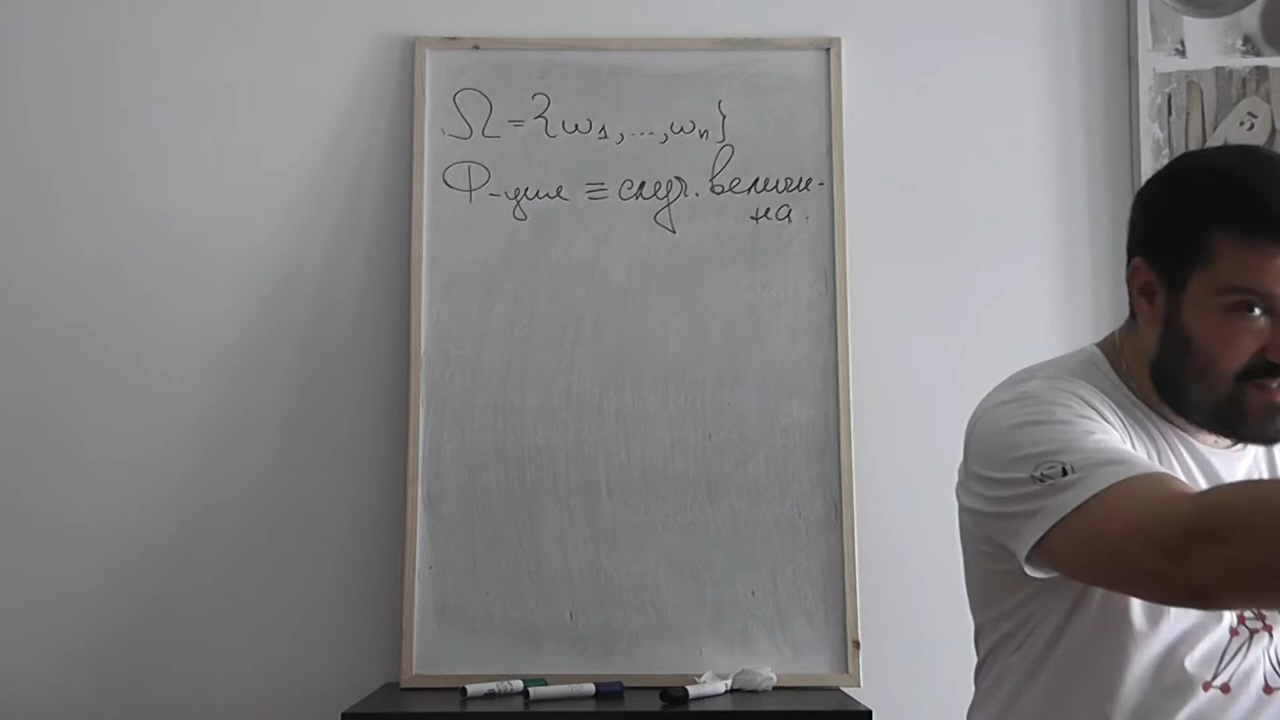 Ω = {ω₁, ..., ωₙ}
Ф-ция ≡ случ. величи-
на.